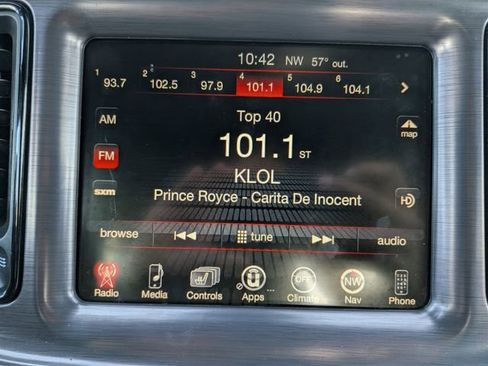 10:42 NW 57° out.
1 93.7 2 102.5 3 97.9 4 101.1 5 104.9 6 104.1
AM
Top 40
map
101.1 ST
FM
KLOL
sxm
Prince Royce - Carita De Inocent
HD
browse tune audio
OFF NW
Radio Media Controls Apps ... Climate Nav Phone